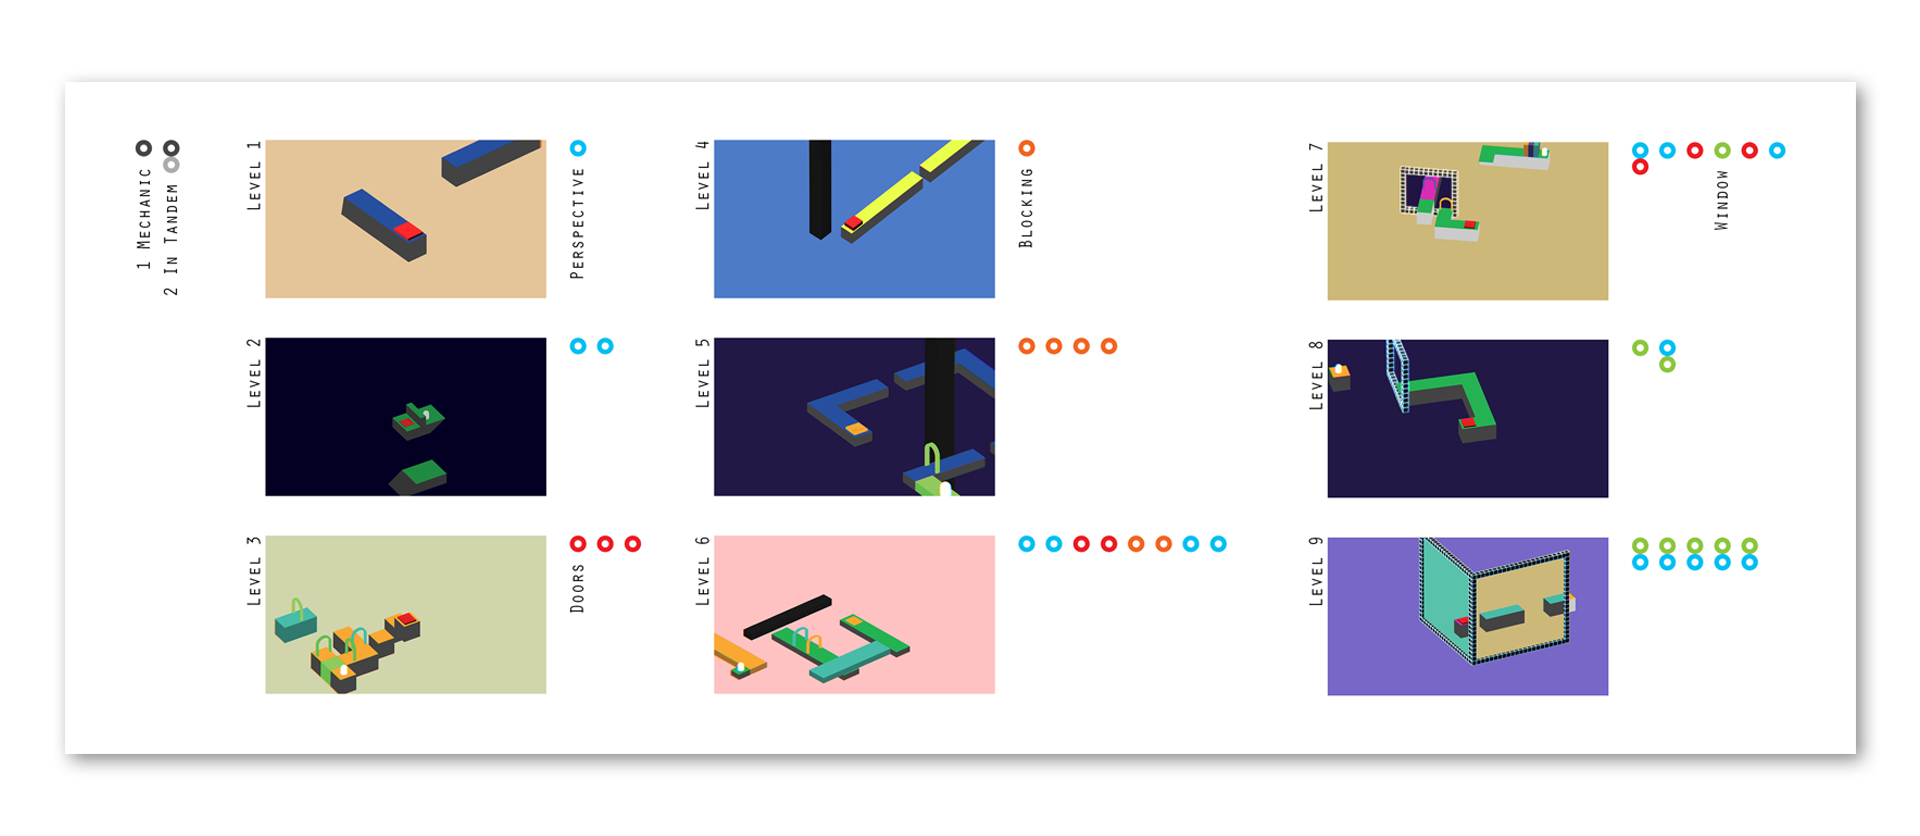 1 Mechanic
2 in Tandem
Level 1
Perspective
Level 2
Level 3
Doors
Level 4
Blocking
Level 5
Level 6
Level 7
Window
Level 8
Level 9